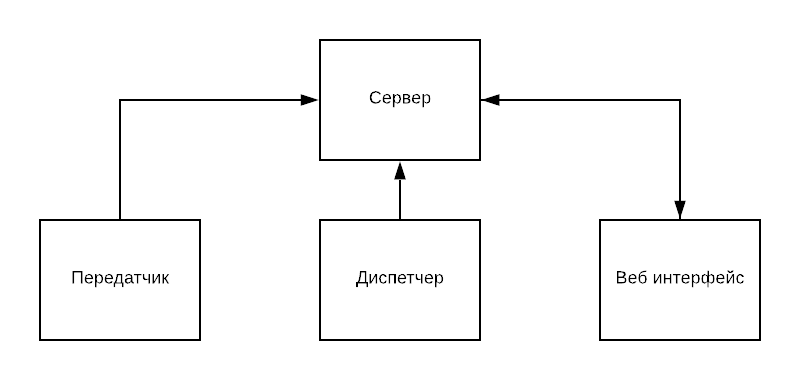 Сервер
Передатчик
Диспетчер
Веб интерфейс